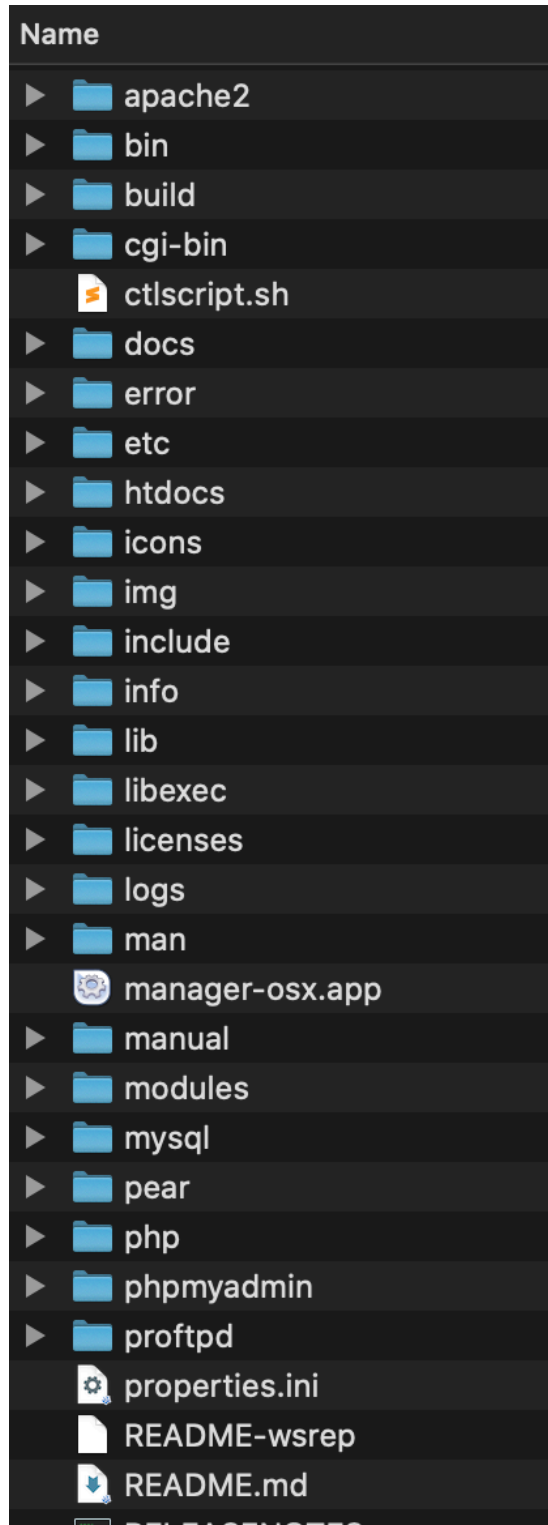 Name
apache2
bin
build
cgi-bin
ctlscript.sh
docs
error
etc
htdocs
icons
img
include
info
lib
libexec
licenses
logs
man
manager-osx.app
manual
modules
mysql
pear
php
phpmyadmin
proftpd
properties.ini
README-wsrep
README.md
RELEASENOTES